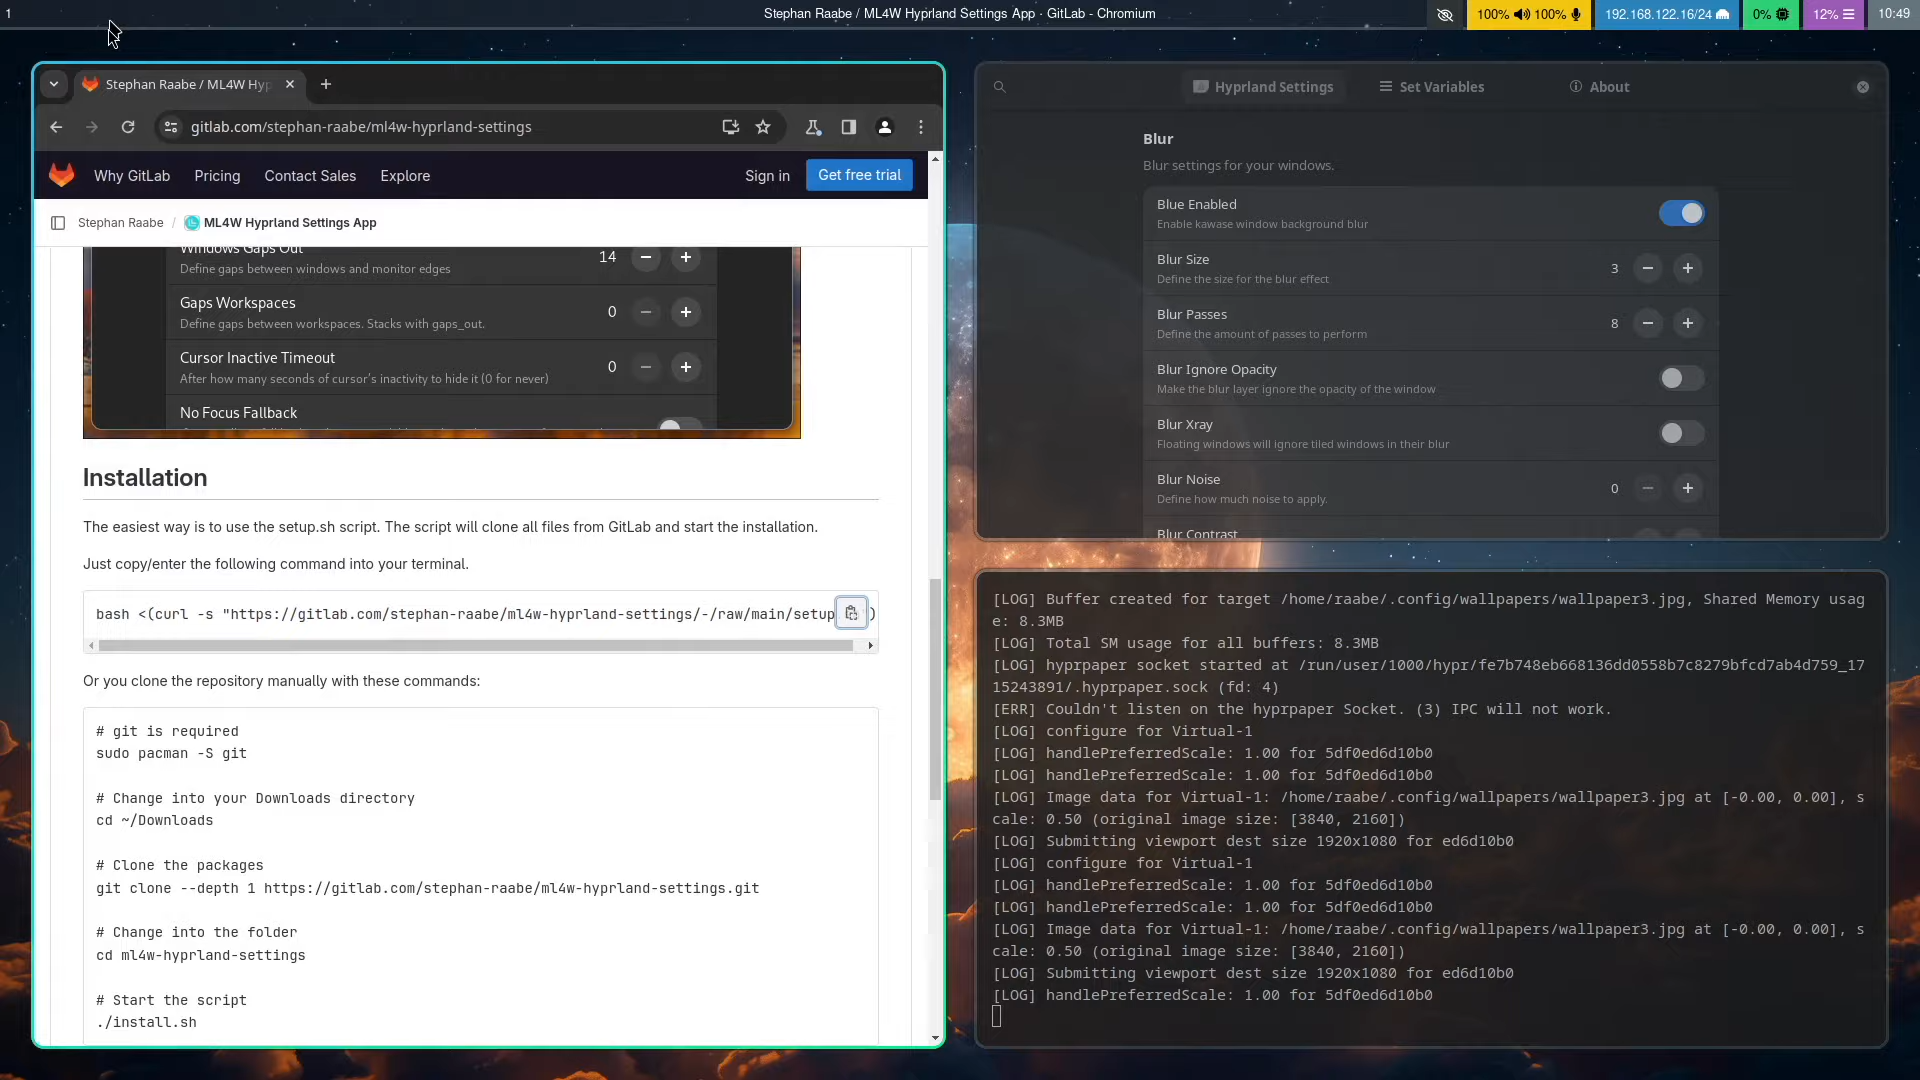 1
Stephan Raabe / ML4W Hyprland Settings App · GitLab - Chromium
100% 100%
192.168.122.16/24
0%
12%
10:49
Stephan Raabe / ML4W Hyp
gitlab.com/stephan-raabe/ml4w-hyprland-settings
Why GitLab Pricing Contact Sales Explore Sign in Get free trial
Stephan Raabe / ML4W Hyprland Settings App
Windows Gaps Out
Define gaps between windows and monitor edges
14
Gaps Workspaces
Define gaps between workspaces. Stacks with gaps_out.
0
Cursor Inactive Timeout
After how many seconds of cursor's inactivity to hide it (0 for never)
0
No Focus Fallback
Installation
The easiest way is to use the setup.sh script. The script will clone all files from GitLab and start the installation.
Just copy/enter the following command into your terminal.
bash <(curl -s "https://gitlab.com/stephan-raabe/ml4w-hyprland-settings/-/raw/main/setup )
Or you clone the repository manually with these commands:
# git is required
sudo pacman -S git
# Change into your Downloads directory
cd ~/Downloads
# Clone the packages
git clone --depth 1 https://gitlab.com/stephan-raabe/ml4w-hyprland-settings.git
# Change into the folder
cd ml4w-hyprland-settings
# Start the script
./install.sh
Hyprland Settings Set Variables About
Blur
Blur settings for your windows.
Blue Enabled
Enable kawase window background blur
Blur Size
Define the size for the blur effect
3
Blur Passes
Define the amount of passes to perform
8
Blur Ignore Opacity
Make the blur layer ignore the opacity of the window
Blur Xray
Floating windows will ignore tiled windows in their blur
Blur Noise
Define how much noise to apply.
0
Blur Contrast
[LOG] Buffer created for target /home/raabe/.config/wallpapers/wallpaper3.jpg, Shared Memory usag
e: 8.3MB
[LOG] Total SM usage for all buffers: 8.3MB
[LOG] hyprpaper socket started at /run/user/1000/hypr/fe7b748eb668136dd0558b7c8279bfcd7ab4d759_17
15243891/.hyprpaper.sock (fd: 4)
[ERR] Couldn't listen on the hyprpaper Socket. (3) IPC will not work.
[LOG] configure for Virtual-1
[LOG] handlePreferredScale: 1.00 for 5df0ed6d10b0
[LOG] handlePreferredScale: 1.00 for 5df0ed6d10b0
[LOG] Image data for Virtual-1: /home/raabe/.config/wallpapers/wallpaper3.jpg at [-0.00, 0.00], s
cale: 0.50 (original image size: [3840, 2160])
[LOG] Submitting viewport dest size 1920x1080 for ed6d10b0
[LOG] configure for Virtual-1
[LOG] handlePreferredScale: 1.00 for 5df0ed6d10b0
[LOG] handlePreferredScale: 1.00 for 5df0ed6d10b0
[LOG] Image data for Virtual-1: /home/raabe/.config/wallpapers/wallpaper3.jpg at [-0.00, 0.00], s
cale: 0.50 (original image size: [3840, 2160])
[LOG] Submitting viewport dest size 1920x1080 for ed6d10b0
[LOG] handlePreferredScale: 1.00 for 5df0ed6d10b0